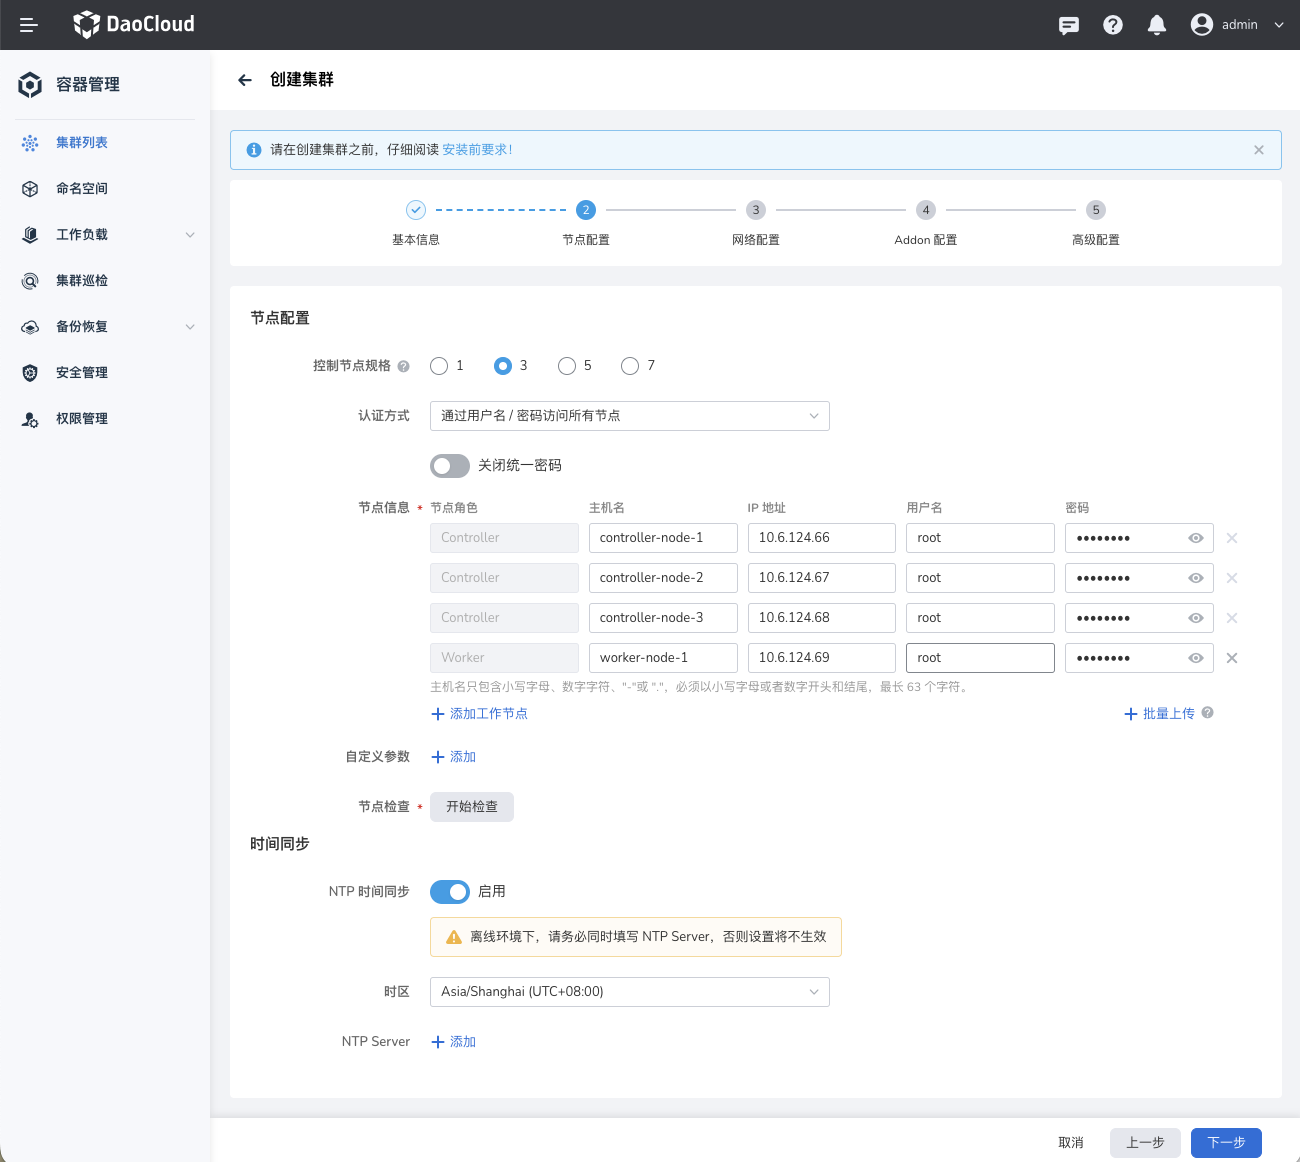 DaoCloud
admin
容器管理
集群列表
命名空间
工作负载
集群巡检
备份恢复
安全管理
权限管理
创建集群
请在创建集群之前，仔细阅读 安装前要求！
2 3 4 5
基本信息 节点配置 网络配置 Addon 配置 高级配置
节点配置
控制节点规格 1 3 5 7
认证方式 通过用户名 / 密码访问所有节点
关闭统一密码
节点信息 * 节点角色 主机名 IP 地址 用户名 密码
Controller controller-node-1 10.6.124.66 root ••••••••
Controller controller-node-2 10.6.124.67 root ••••••••
Controller controller-node-3 10.6.124.68 root ••••••••
Worker worker-node-1 10.6.124.69 root ••••••••
主机名只包含小写字母、数字字符、"-"或 "."，必须以小写字母或者数字开头和结尾，最长 63 个字符。
添加工作节点 批量上传
自定义参数 添加
节点检查 * 开始检查
时间同步
NTP 时间同步 启用
离线环境下，请务必同时填写 NTP Server，否则设置将不生效
时区 Asia/Shanghai (UTC+08:00)
NTP Server 添加
取消 上一步 下一步